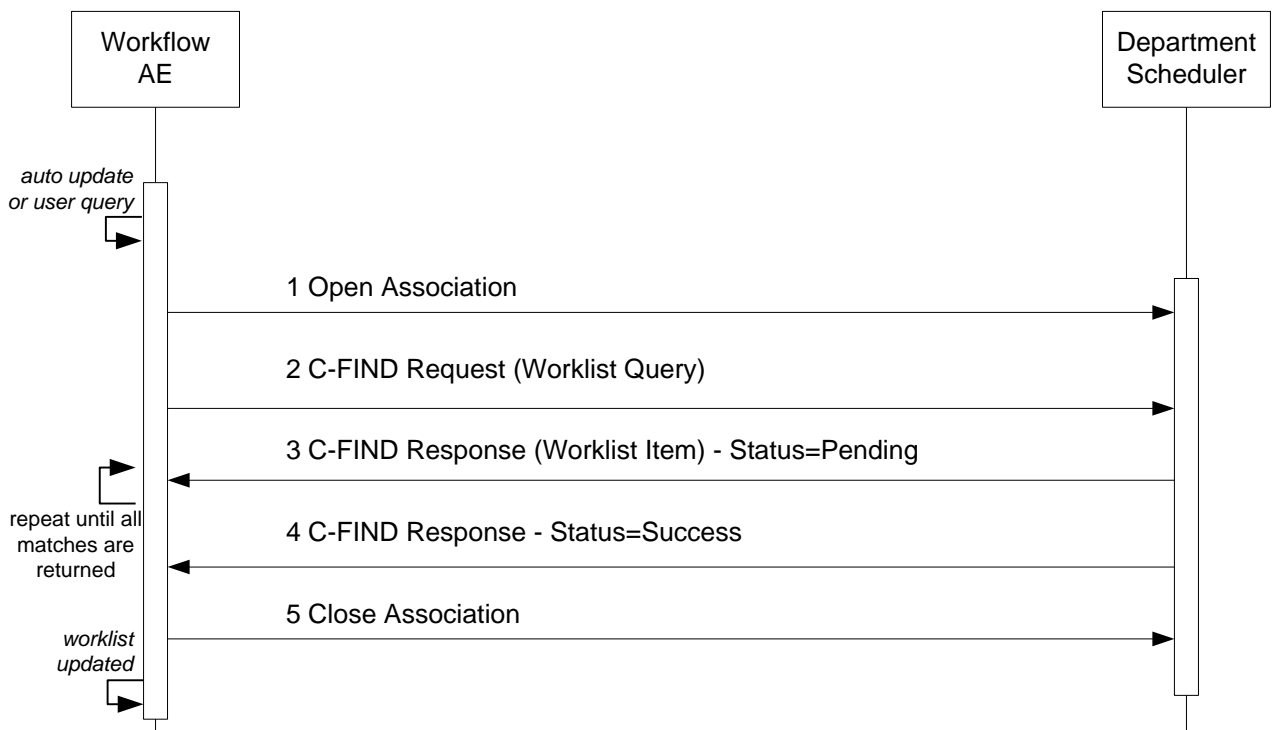 Workflow
AE
Department
Scheduler
auto update
or user query
1 Open Association
2 C-FIND Request (Worklist Query)
3 C-FIND Response (Worklist Item) - Status=Pending
repeat until all
matches are
returned
4 C-FIND Response - Status=Success
5 Close Association
worklist
updated